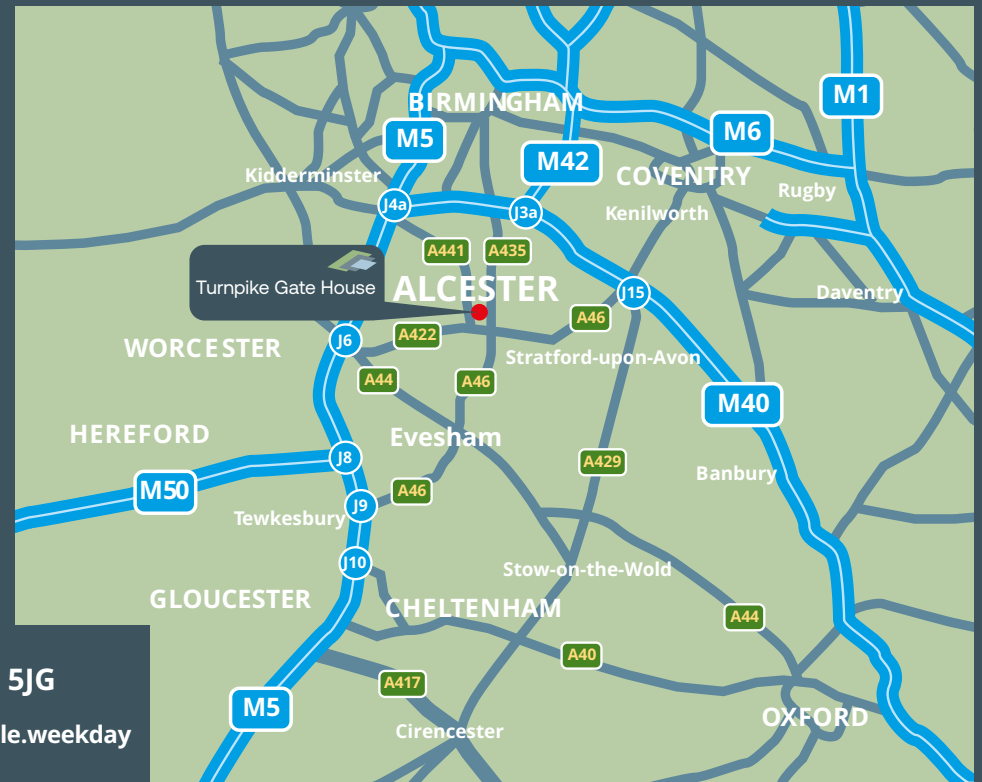 M1
BIRMINGHAM
M6
M5
M42
Kidderminster
COVENTRY
Rugby
J4a
J3a
Kenilworth
A441
A435
Turnpike Gate House
ALCESTER
J15
Daventry
A46
J6
A422
WORCESTER
Stratford-upon-Avon
A44
A46
M40
HEREFORD
Evesham
J8
A429
Banbury
M50
A46
J9
Tewkesbury
J10
Stow-on-the-Wold
GLOUCESTER
CHELTENHAM
A44
A40
5JG
A417
M5
OXFORD
le.weekday
Cirencester